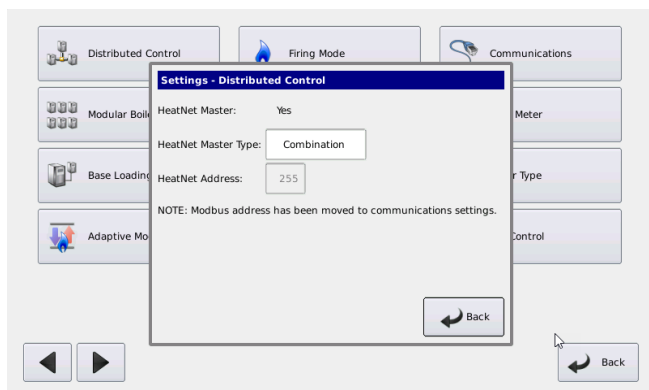 Distributed Control
Firing Mode
Communications
Settings - Distributed Control
HeatNet Master: Yes
Modular Boil
Meter
HeatNet Master Type: Combination
Base Loading
HeatNet Address: 255
r Type
NOTE: Modbus address has been moved to communications settings.
Adaptive Mo
Control
Back
Back